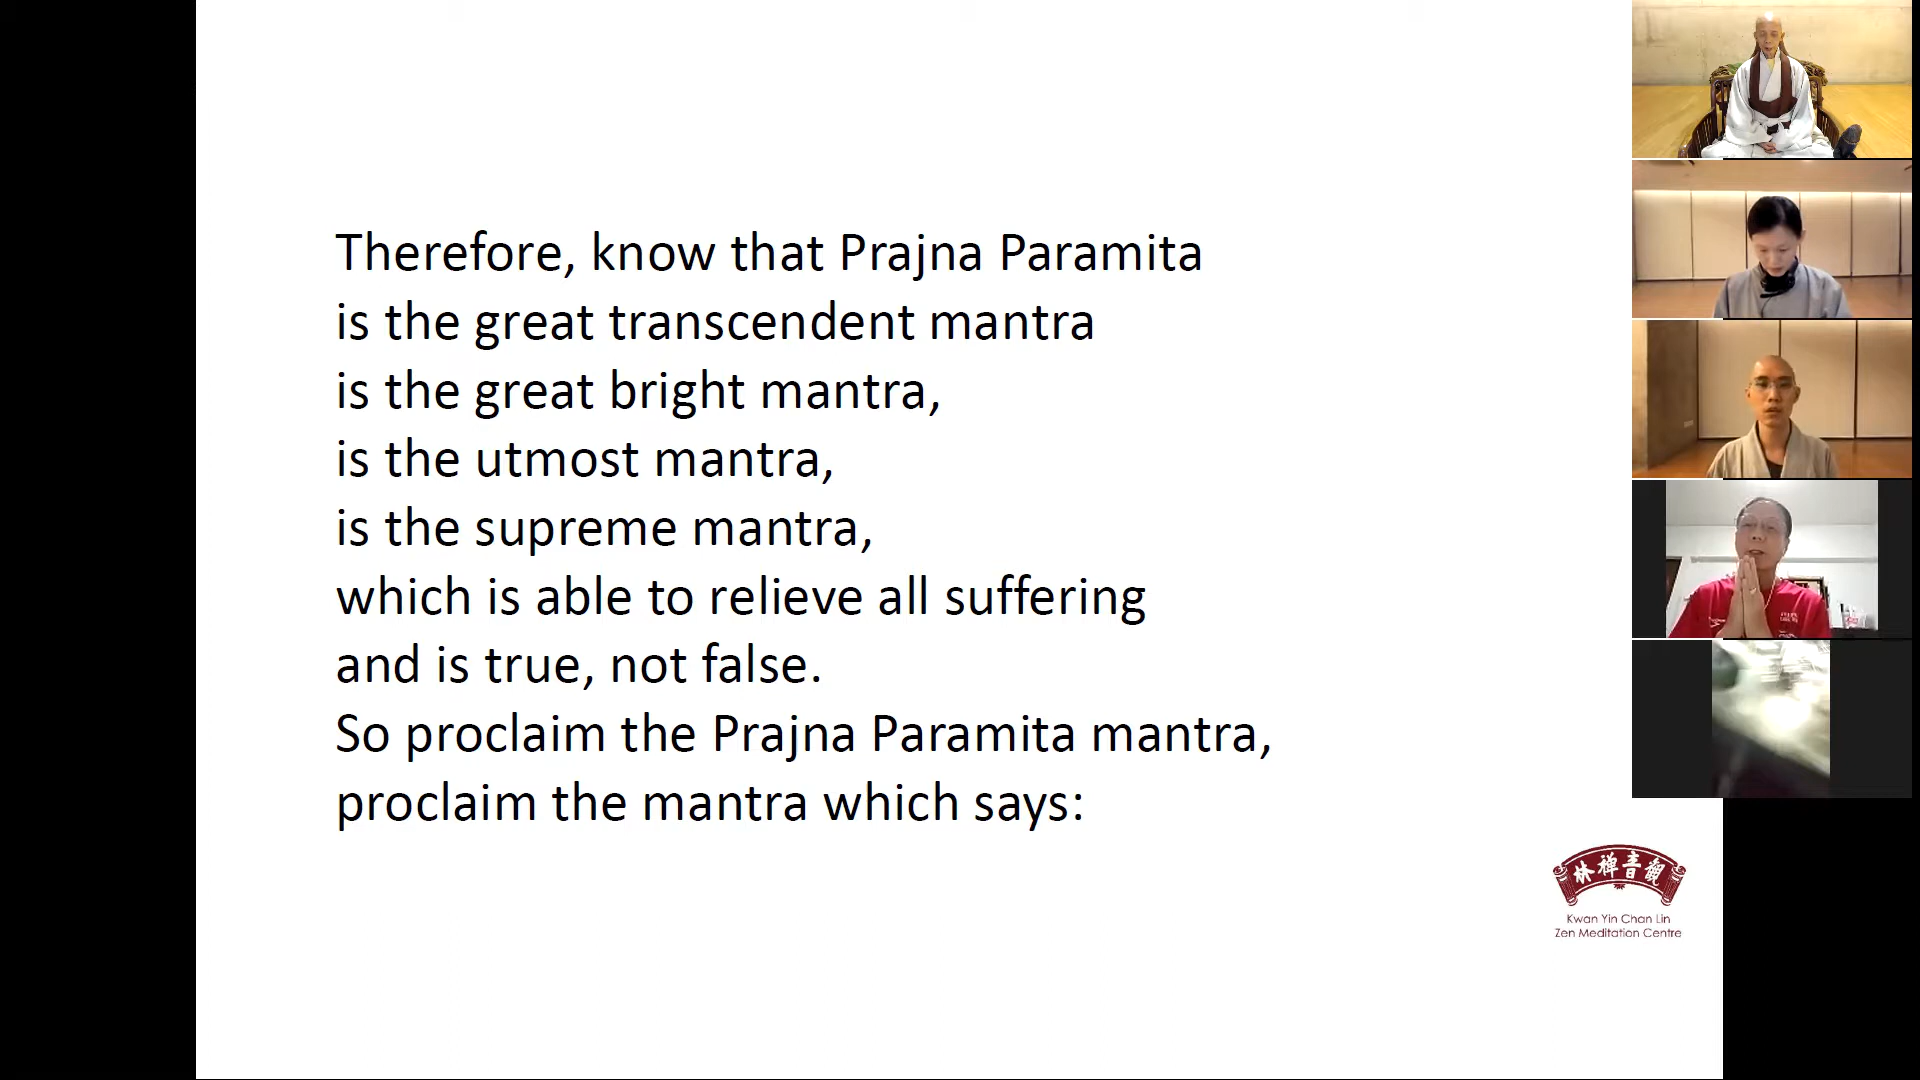 Therefore, know that Prajna Paramita
is the great transcendent mantra
is the great bright mantra,
is the utmost mantra,
is the supreme mantra,
which is able to relieve all suffering
and is true, not false.
So proclaim the Prajna Paramita mantra,
proclaim the mantra which says:
林禅音觀
Kwan Yin Chan Lin
Zen Meditation Centre